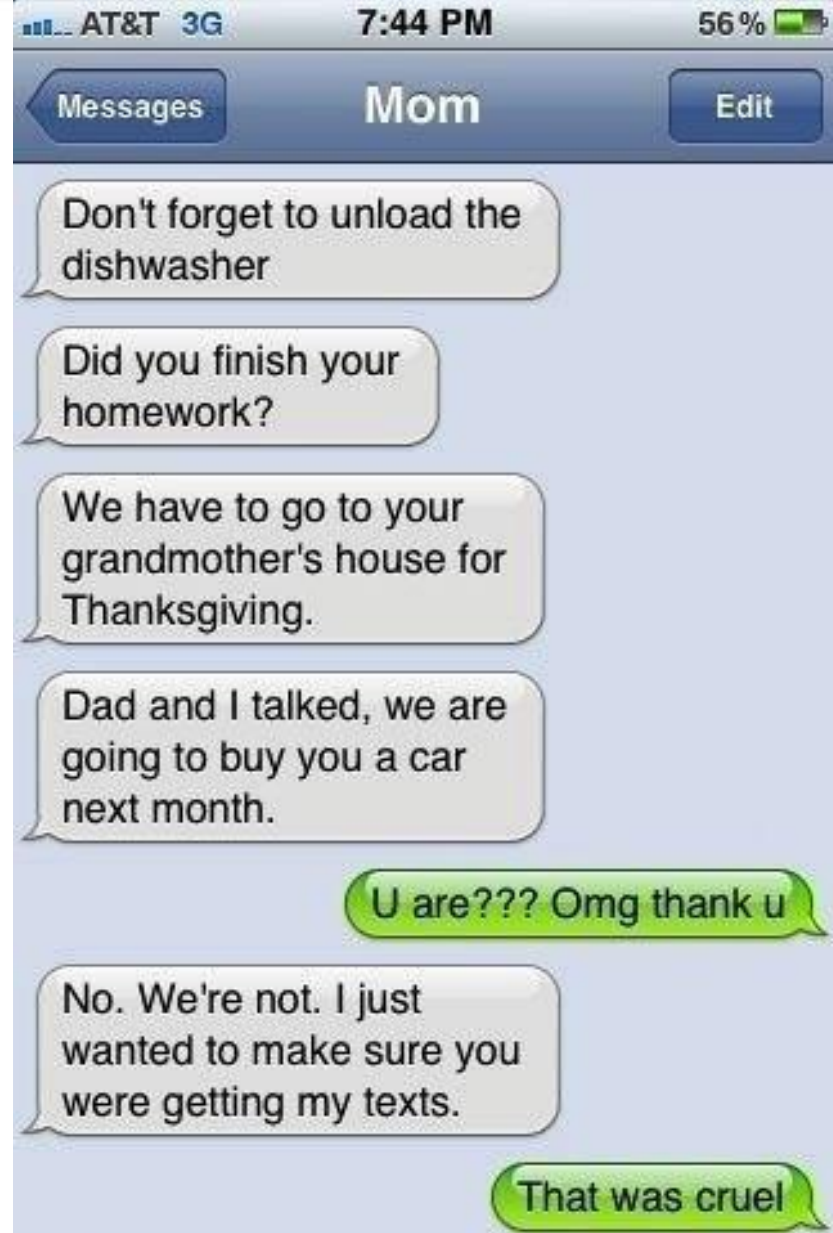 AT&T 3G 7:44 PM 56%
Messages Mom Edit
Don't forget to unload the
dishwasher
Did you finish your
homework?
We have to go to your
grandmother's house for
Thanksgiving.
Dad and I talked, we are
going to buy you a car
next month.
U are??? Omg thank u
No. We're not. I just
wanted to make sure you
were getting my texts.
That was cruel